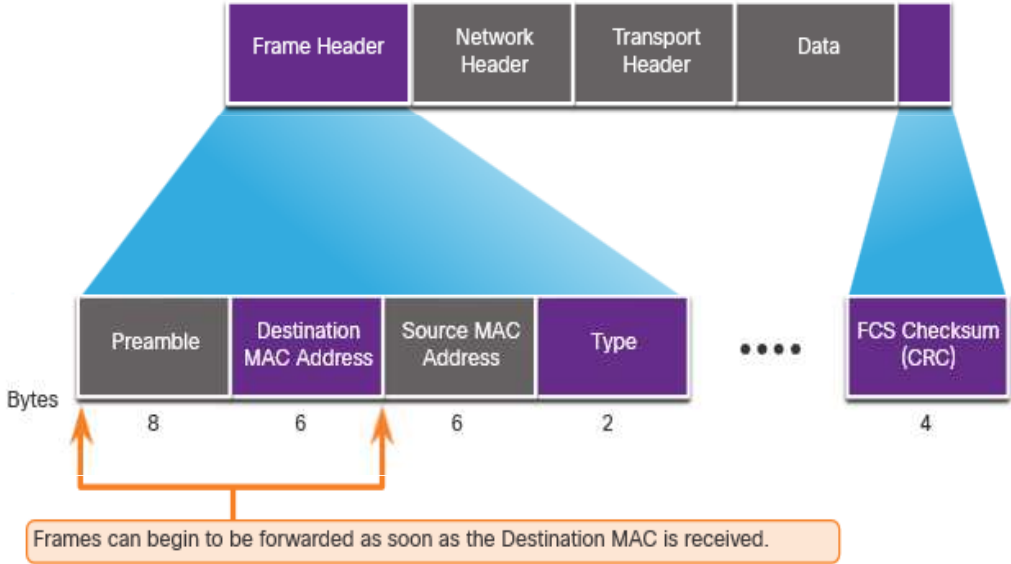 Frame Header
Network
Header
Transport
Header
Data
Preamble
Destination
MAC Address
Source MAC
Address
Type
FCS Checksum
(CRC)
Bytes
8
6
6
2
4
Frames can begin to be forwarded as soon as the Destination MAC is received.